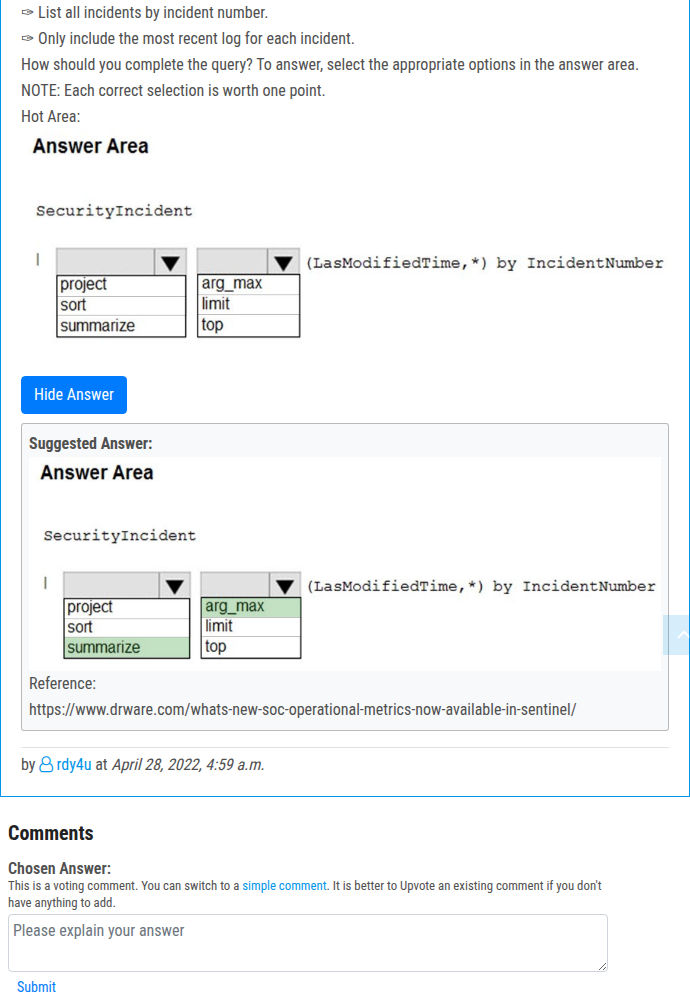 ✑ List all incidents by incident number.
✑ Only include the most recent log for each incident.
How should you complete the query? To answer, select the appropriate options in the answer area.
NOTE: Each correct selection is worth one point.
Hot Area:
Answer Area
SecurityIncident
| (LasModifiedTime,*) by IncidentNumber
project
sort
summarize
arg_max
limit
top
Hide Answer
Suggested Answer:
Answer Area
SecurityIncident
| (LasModifiedTime,*) by IncidentNumber
project
sort
summarize
arg_max
limit
top
Reference:
https://www.drware.com/whats-new-soc-operational-metrics-now-available-in-sentinel/
by rdy4u at April 28, 2022, 4:59 a.m.
Comments
Chosen Answer:
This is a voting comment. You can switch to a simple comment. It is better to Upvote an existing comment if you don't
have anything to add.
Please explain your answer
Submit